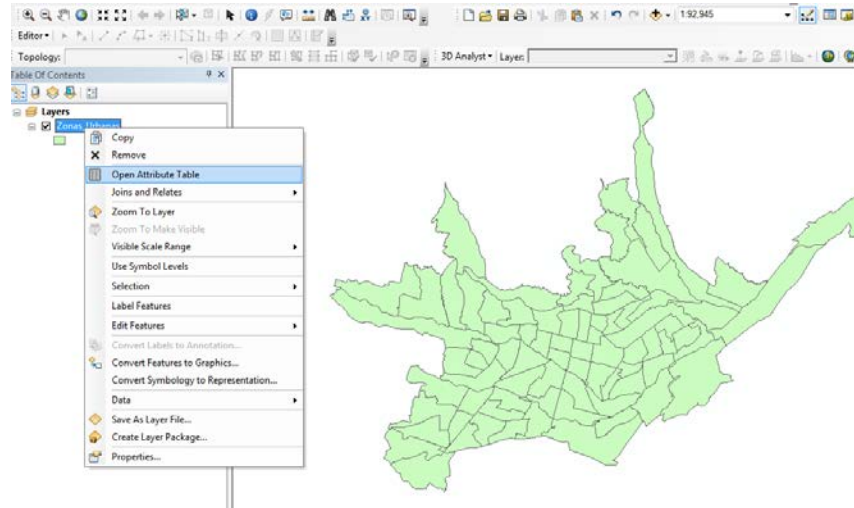 1:92,945
Editor
Topology:
3D Analyst
Layer:
Table Of Contents
Layers
Zonas_Urbanas
Copy
Remove
Open Attribute Table
Joins and Relates
Zoom To Layer
Zoom To Make Visible
Visible Scale Range
Use Symbol Levels
Selection
Label Features
Edit Features
Convert Labels to Annotation...
Convert Features to Graphics...
Convert Symbology to Representation...
Data
Save As Layer File...
Create Layer Package...
Properties...